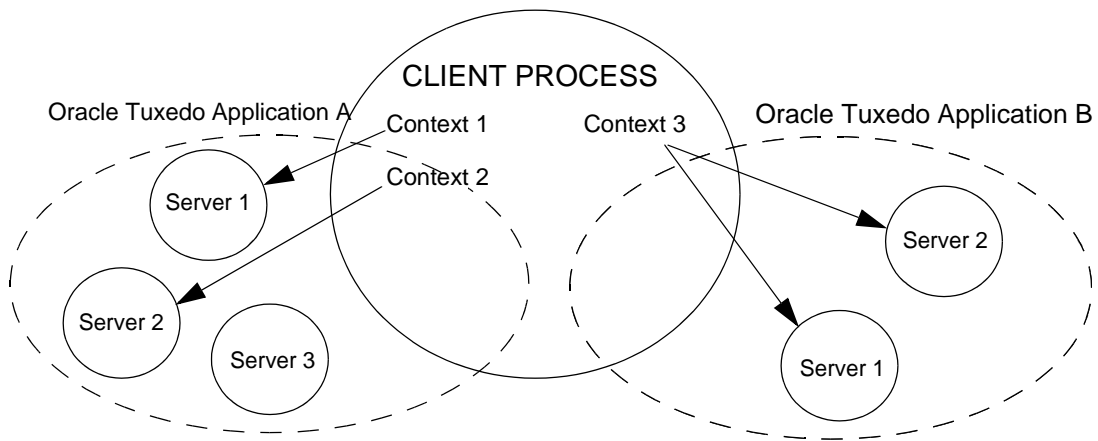 CLIENT PROCESS
Oracle Tuxedo Application A
Context 1
Context 3
Oracle Tuxedo Application B
Context 2
Server 1
Server 2
Server 2
Server 3
Server 1